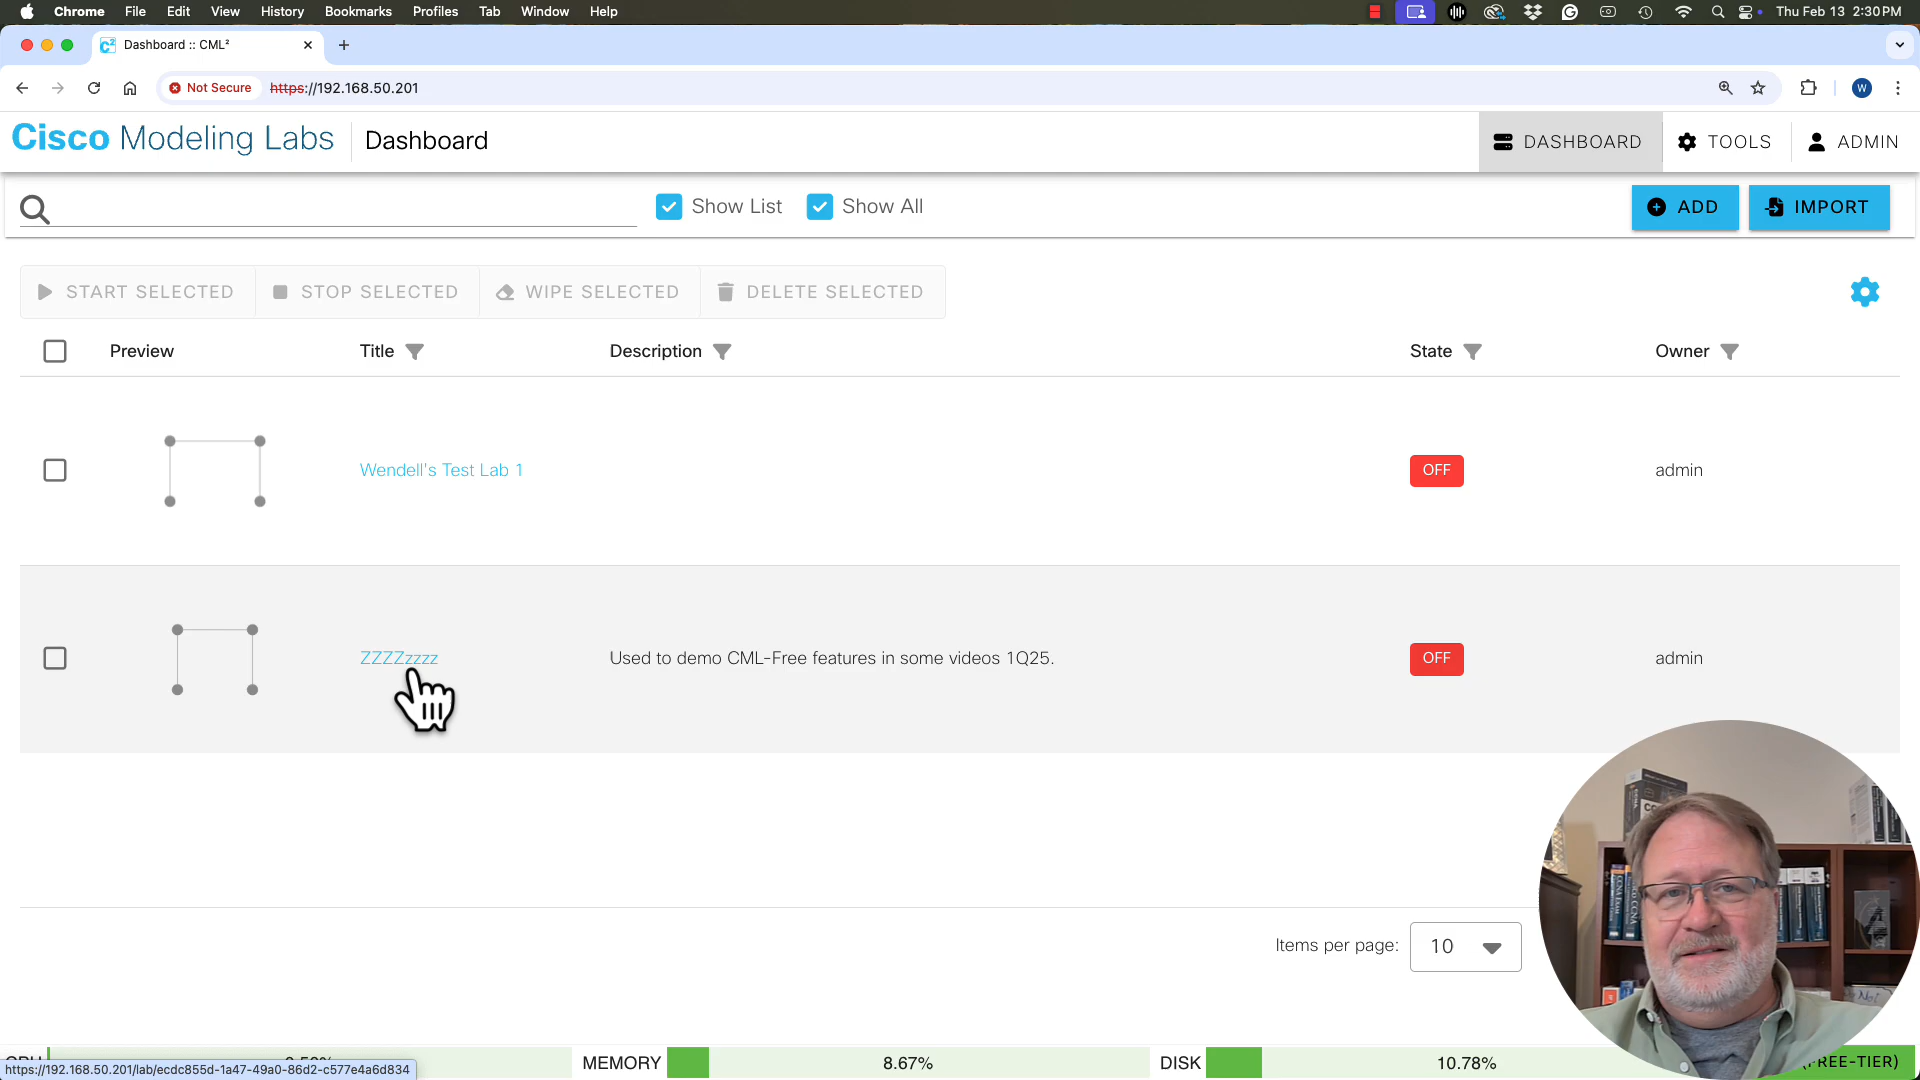 Chrome File Edit View History Bookmarks Profiles Tab Window Help Thu Feb 13 2:30 PM
Dashboard :: CML²
Not Secure https://192.168.50.201 W
Cisco Modeling Labs Dashboard DASHBOARD TOOLS ADMIN
Show List Show All ADD IMPORT
START SELECTED STOP SELECTED WIPE SELECTED DELETE SELECTED
Preview Title Description State Owner
Wendell's Test Lab 1 OFF admin
ZZZZzzzz Used to demo CML-Free features in some videos 1Q25. OFF admin
Items per page: 10
MEMORY 8.67% DISK 10.78% FREE-TIER)
https://192.168.50.201/lab/ecdc855d-1a47-49a0-86d2-c577e4a6d834